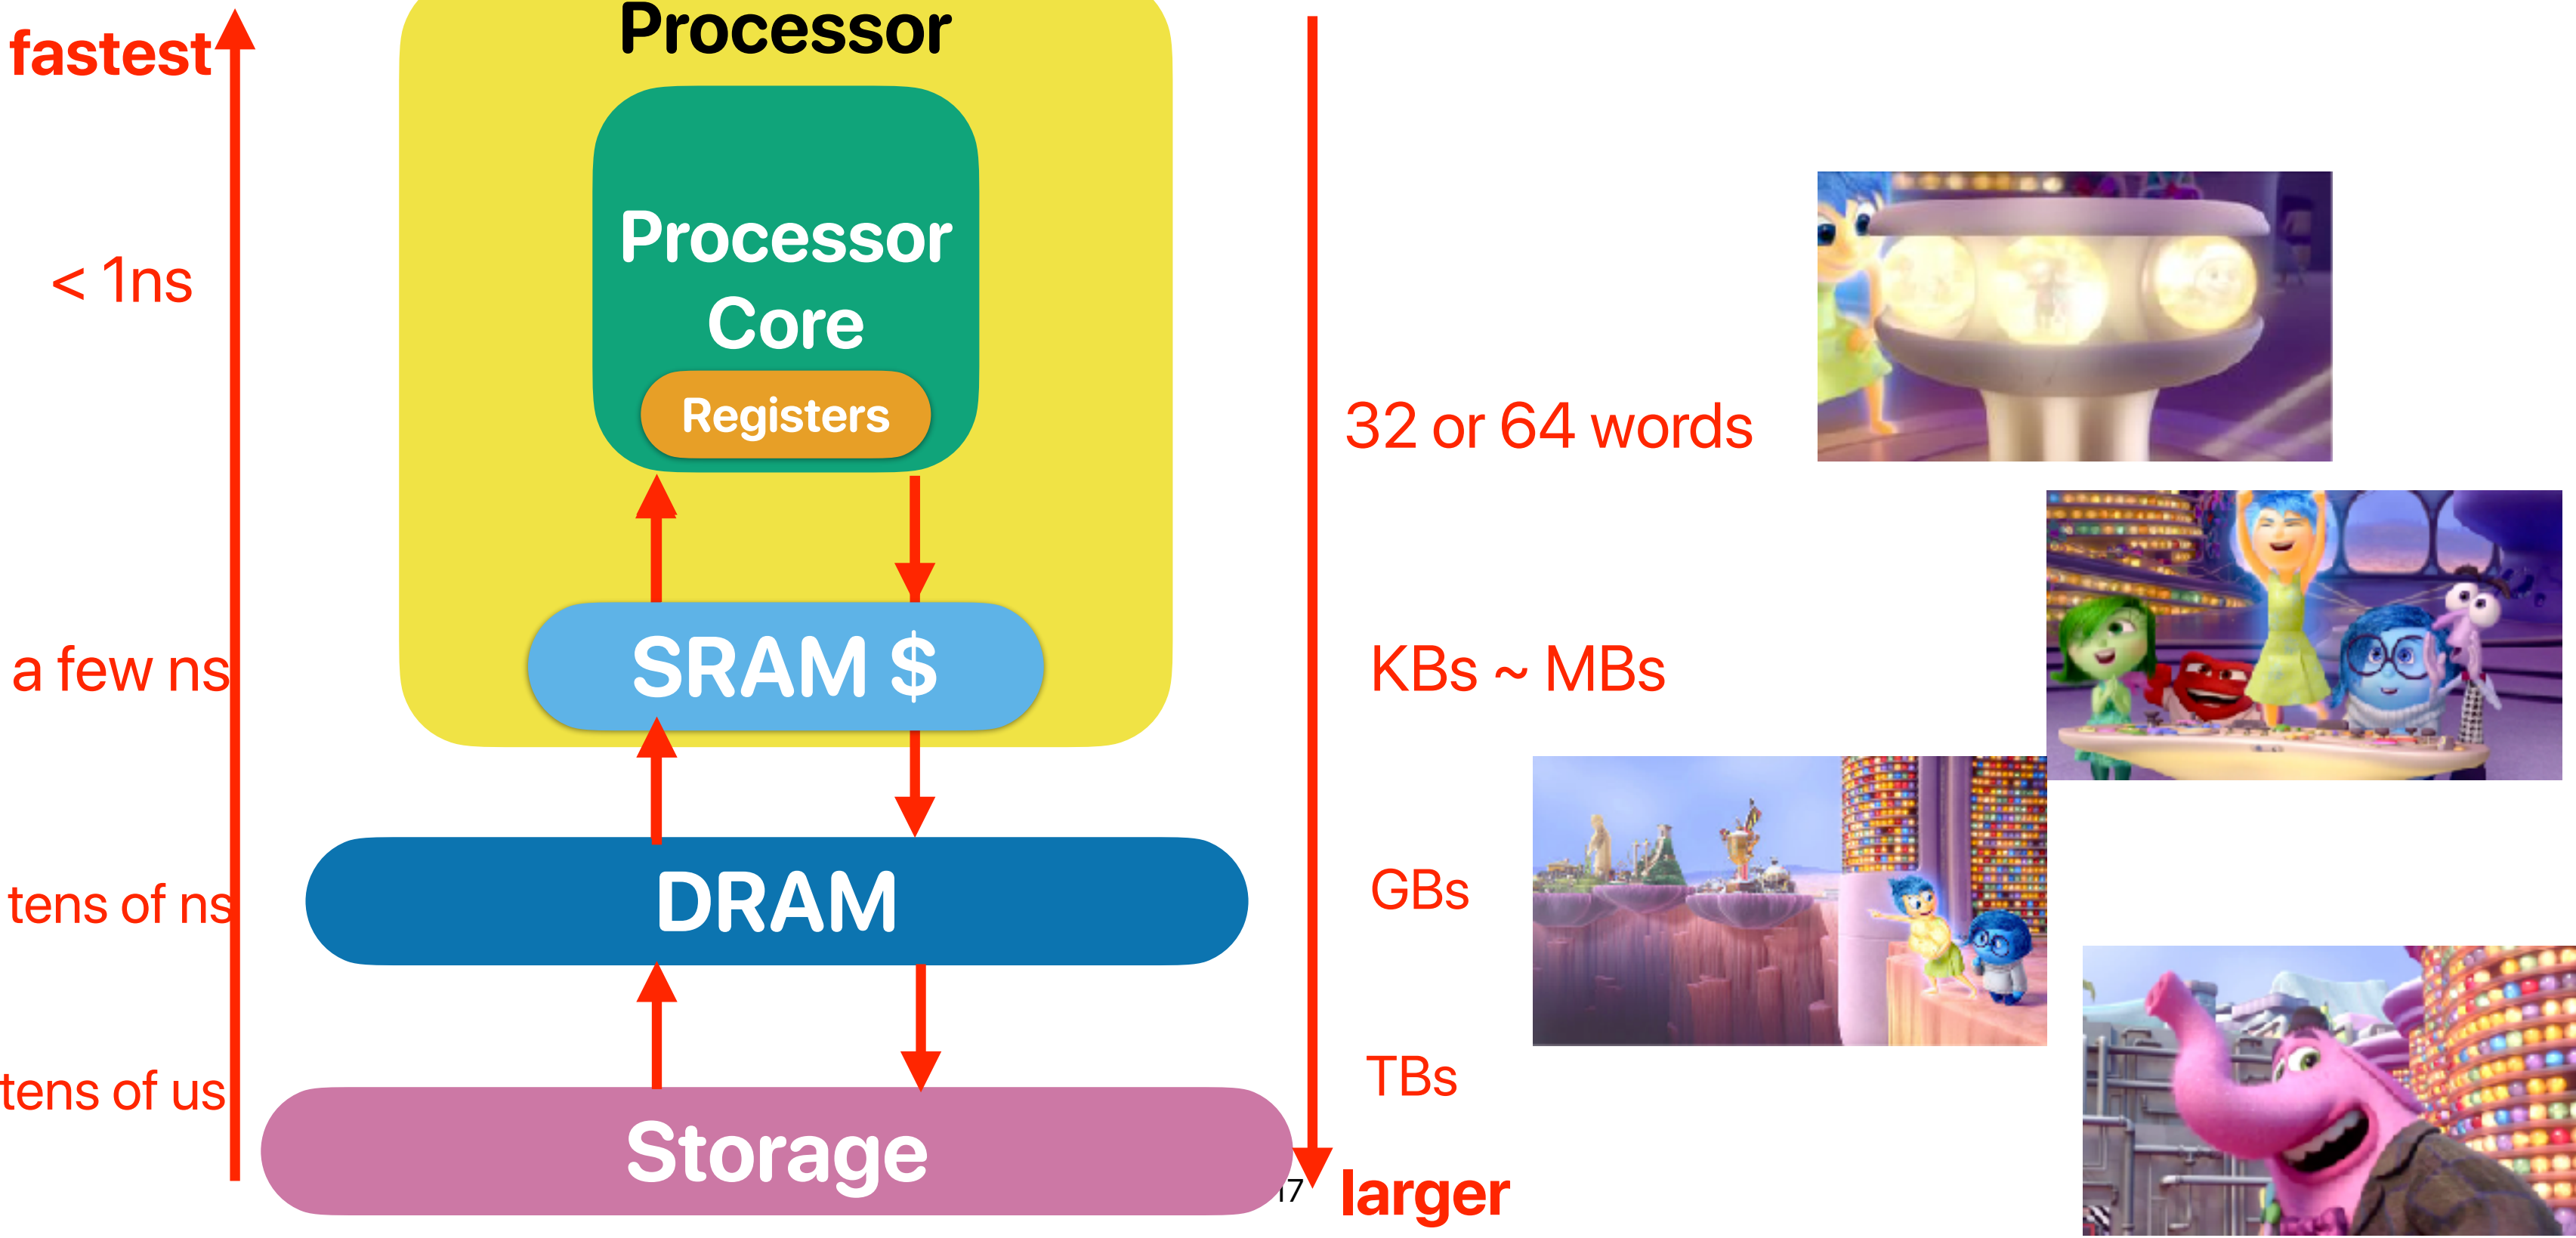 Processor
fastest
Processor
Core
< 1ns
Registers
32 or 64 words
a few ns
SRAM $
KBs ~ MBs
tens of ns
DRAM
GBs
tens of us
TBs
Storage
17
larger